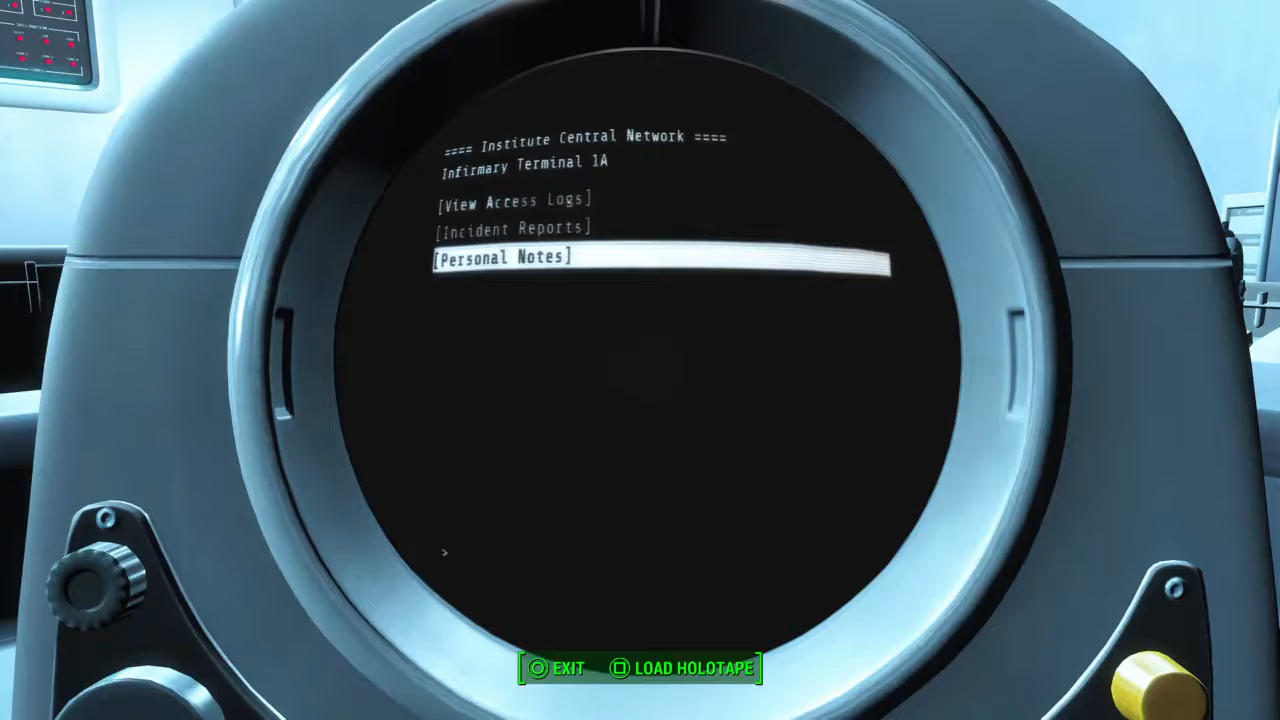 ==== Institute Central Network ====
Infirmary Terminal 1A
[View Access Logs]
[Incident Reports]
[Personal Notes]
>
EXIT LOAD HOLOTAPE